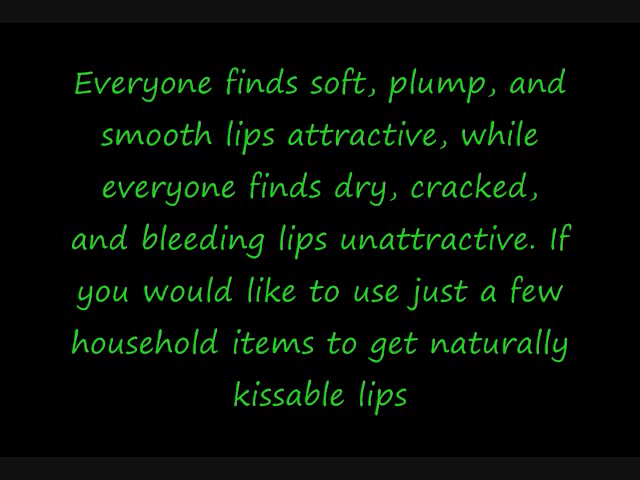 Everyone finds soft, plump, and
smooth lips attractive, while
everyone finds dry, cracked,
and bleeding lips unattractive. If
you would like to use just a few
household items to get naturally
kissable lips